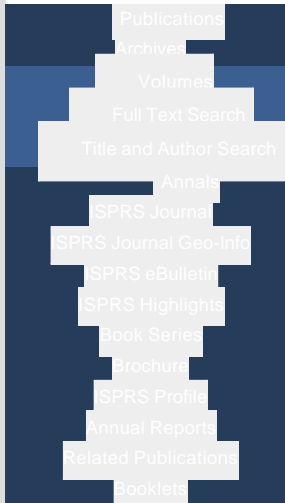 Publications
Archives
Volumes
Full Text Search
Title and Author Search
Annals
ISPRS Journal
ISPRS Journal Geo-Info
ISPRS eBulletin
ISPRS Highlights
Book Series
Brochure
ISPRS Profile
Annual Reports
Related Publications
Booklets